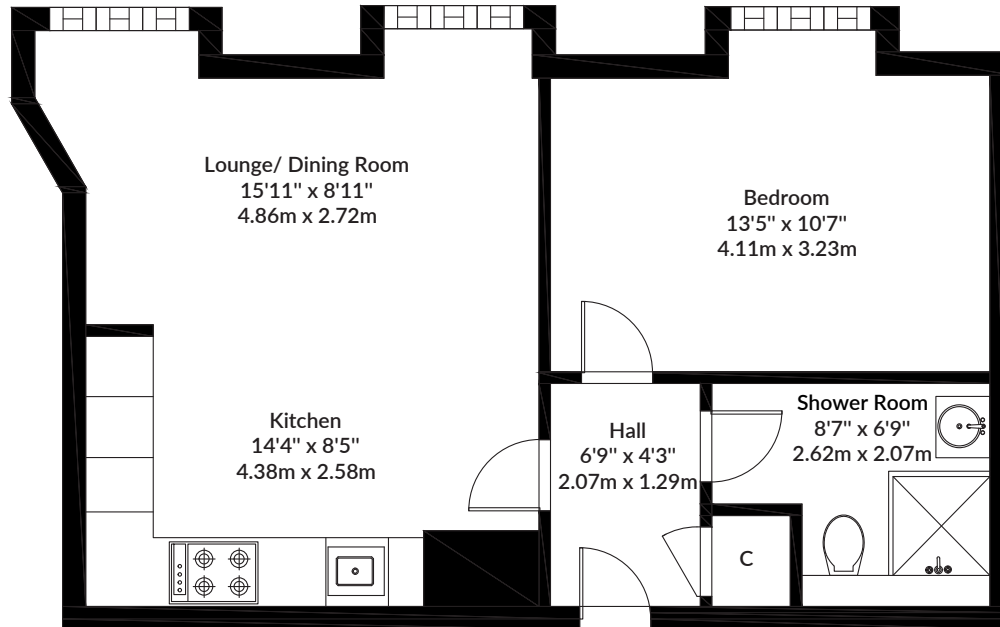 Lounge/ Dining Room
15'11" x 8'11"
4.86m x 2.72m
Bedroom
13'5" x 10'7"
4.11m x 3.23m
Kitchen
14'4" x 8'5"
4.38m x 2.58m
Hall
6'9" x 4'3"
2.07m x 1.29m
Shower Room
8'7" x 6'9"
2.62m x 2.07m
C